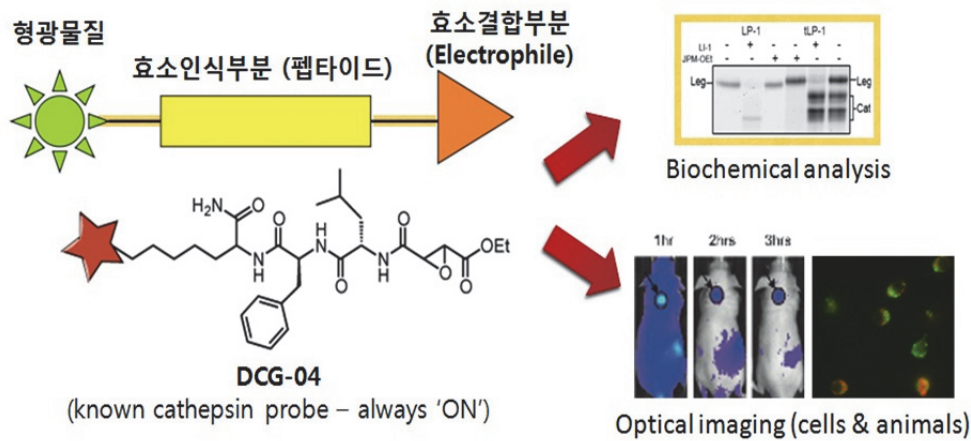 형광물질
효소인식부분 (펩타이드)
효소결합부분
(Electrophile)
LP-1 tLP-1
LI-1 - + - - + -
JPM-OEt - - + + - -
Leg
Leg
Cat
Biochemical analysis
H₂N
O
O
H
N
O
OEt
N
H
O
N
H
O
O
DCG-04
(known cathepsin probe – always 'ON')
1hr 2hrs 3hrs
Optical imaging (cells & animals)